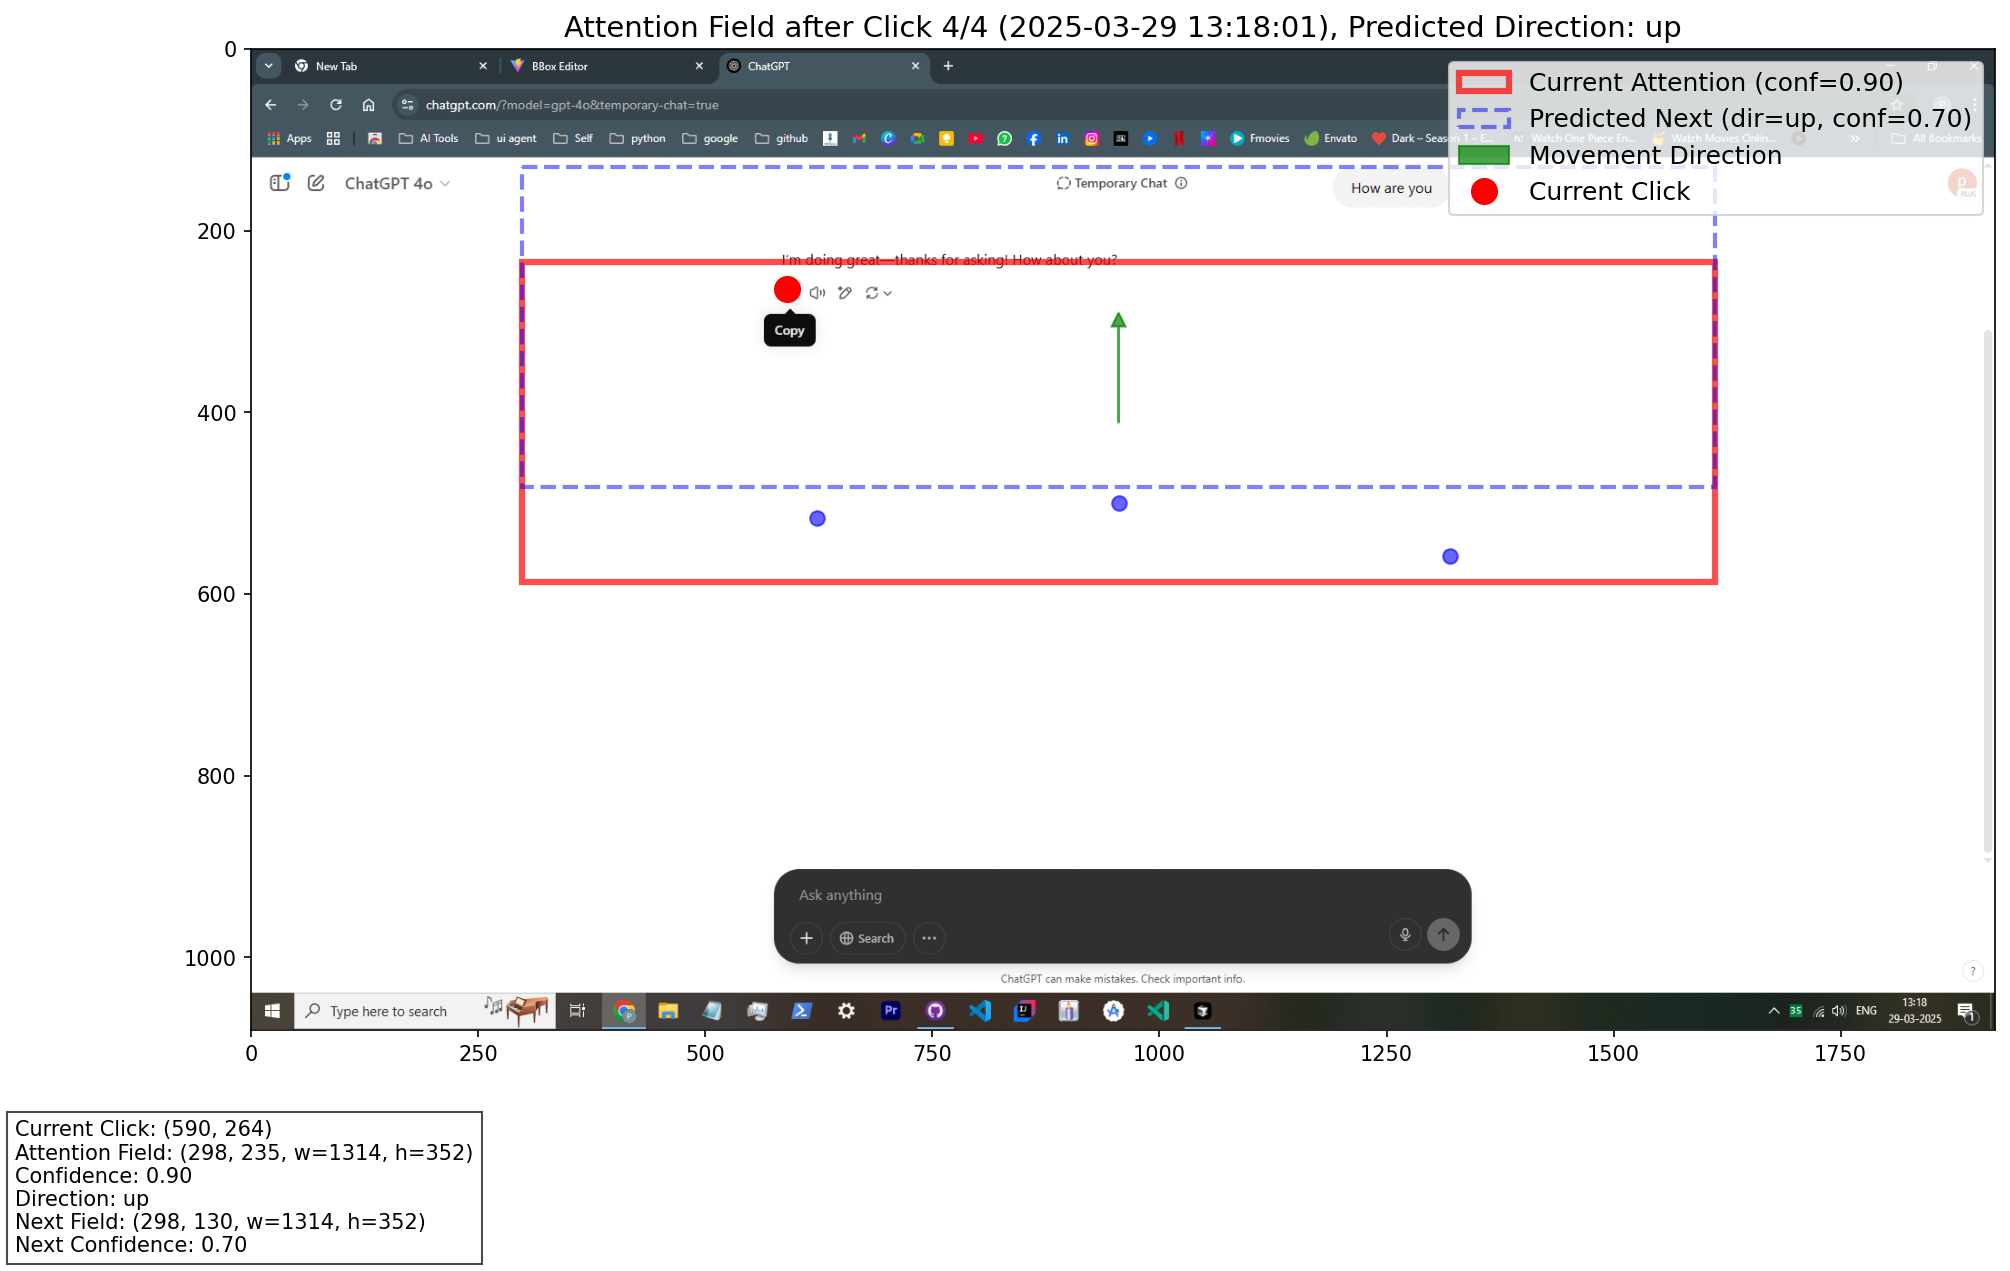 Attention Field after Click 4/4 (2025-03-29 13:18:01), Predicted Direction: up
New Tab
BBox Editor
ChatGPT
chatgpt.com/?model=gpt-4o&temporary-chat=true
Apps
AI Tools
ui agent
Self
python
google
github
Fmovies
Envato
Dark – Season 1 – E...
Watch One Piece En...
Watch Movies Onlin...
All Bookmarks
Current Attention (conf=0.90)
Predicted Next (dir=up, conf=0.70)
Movement Direction
Current Click
ChatGPT 4o
Temporary Chat
How are you
PLUS
I'm doing great—thanks for asking! How about you?
Copy
Ask anything
Search
ChatGPT can make mistakes. Check important info.
?
Type here to search
Pr
35
ENG
13:18
29-03-2025
1
0
200
400
600
800
1000
0
250
500
750
1000
1250
1500
1750
Current Click: (590, 264)
Attention Field: (298, 235, w=1314, h=352)
Confidence: 0.90
Direction: up
Next Field: (298, 130, w=1314, h=352)
Next Confidence: 0.70